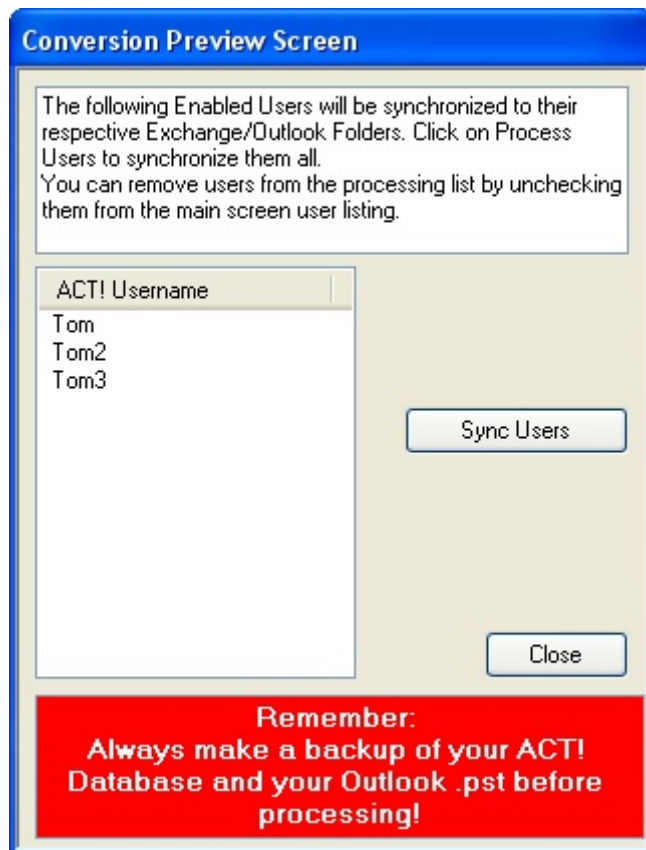 Conversion Preview Screen
The following Enabled Users will be synchronized to their
respective Exchange/Outlook Folders. Click on Process
Users to synchronize them all.
You can remove users from the processing list by unchecking
them from the main screen user listing.
ACT! Username
Tom
Tom2
Tom3
Sync Users
Close
Remember:
Always make a backup of your ACT!
Database and your Outlook .pst before
processing!